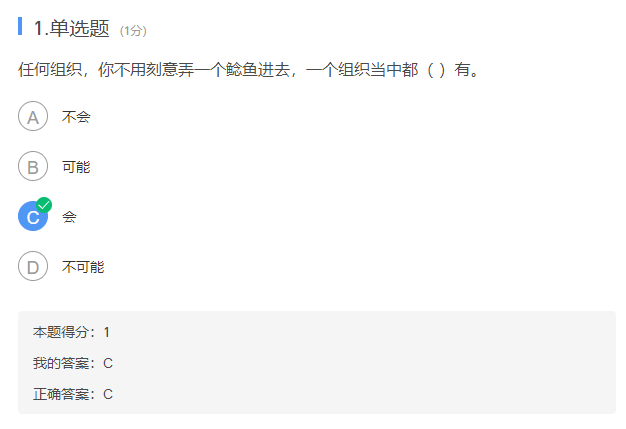 1.单选题 (1分)
任何组织，你不用刻意弄一个鲶鱼进去，一个组织当中都（ ）有。
A 不会
B 可能
C 会
D 不可能
本题得分：1
我的答案：C
正确答案：C